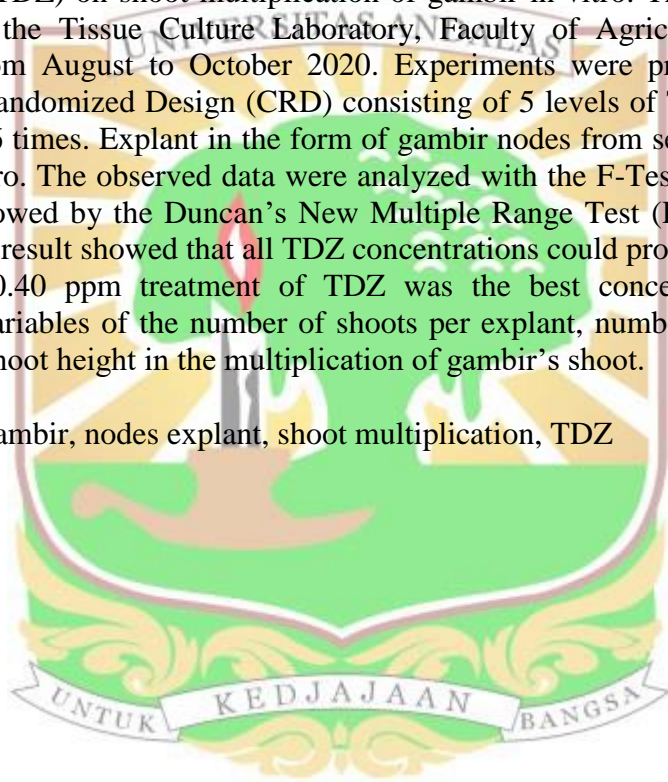 TDZ) on shoot multiplication of gambir in vitro.
UNIVERSITAS ANDALAS
the Tissue Culture Laboratory, Faculty of Agric
om August to October 2020. Experiments were pr
andomized Design (CRD) consisting of 5 levels of
times. Explant in the form of gambir nodes from s
ro. The observed data were analyzed with the F-Tes
owed by the Duncan's New Multiple Range Test (
result showed that all TDZ concentrations could pro
0.40 ppm treatment of TDZ was the best conce
ariables of the number of shoots per explant, numb
hoot height in the multiplication of gambir's shoot.
ambir, nodes explant, shoot multiplication, TDZ
UNTUK KEDJAJAAN BANGSA